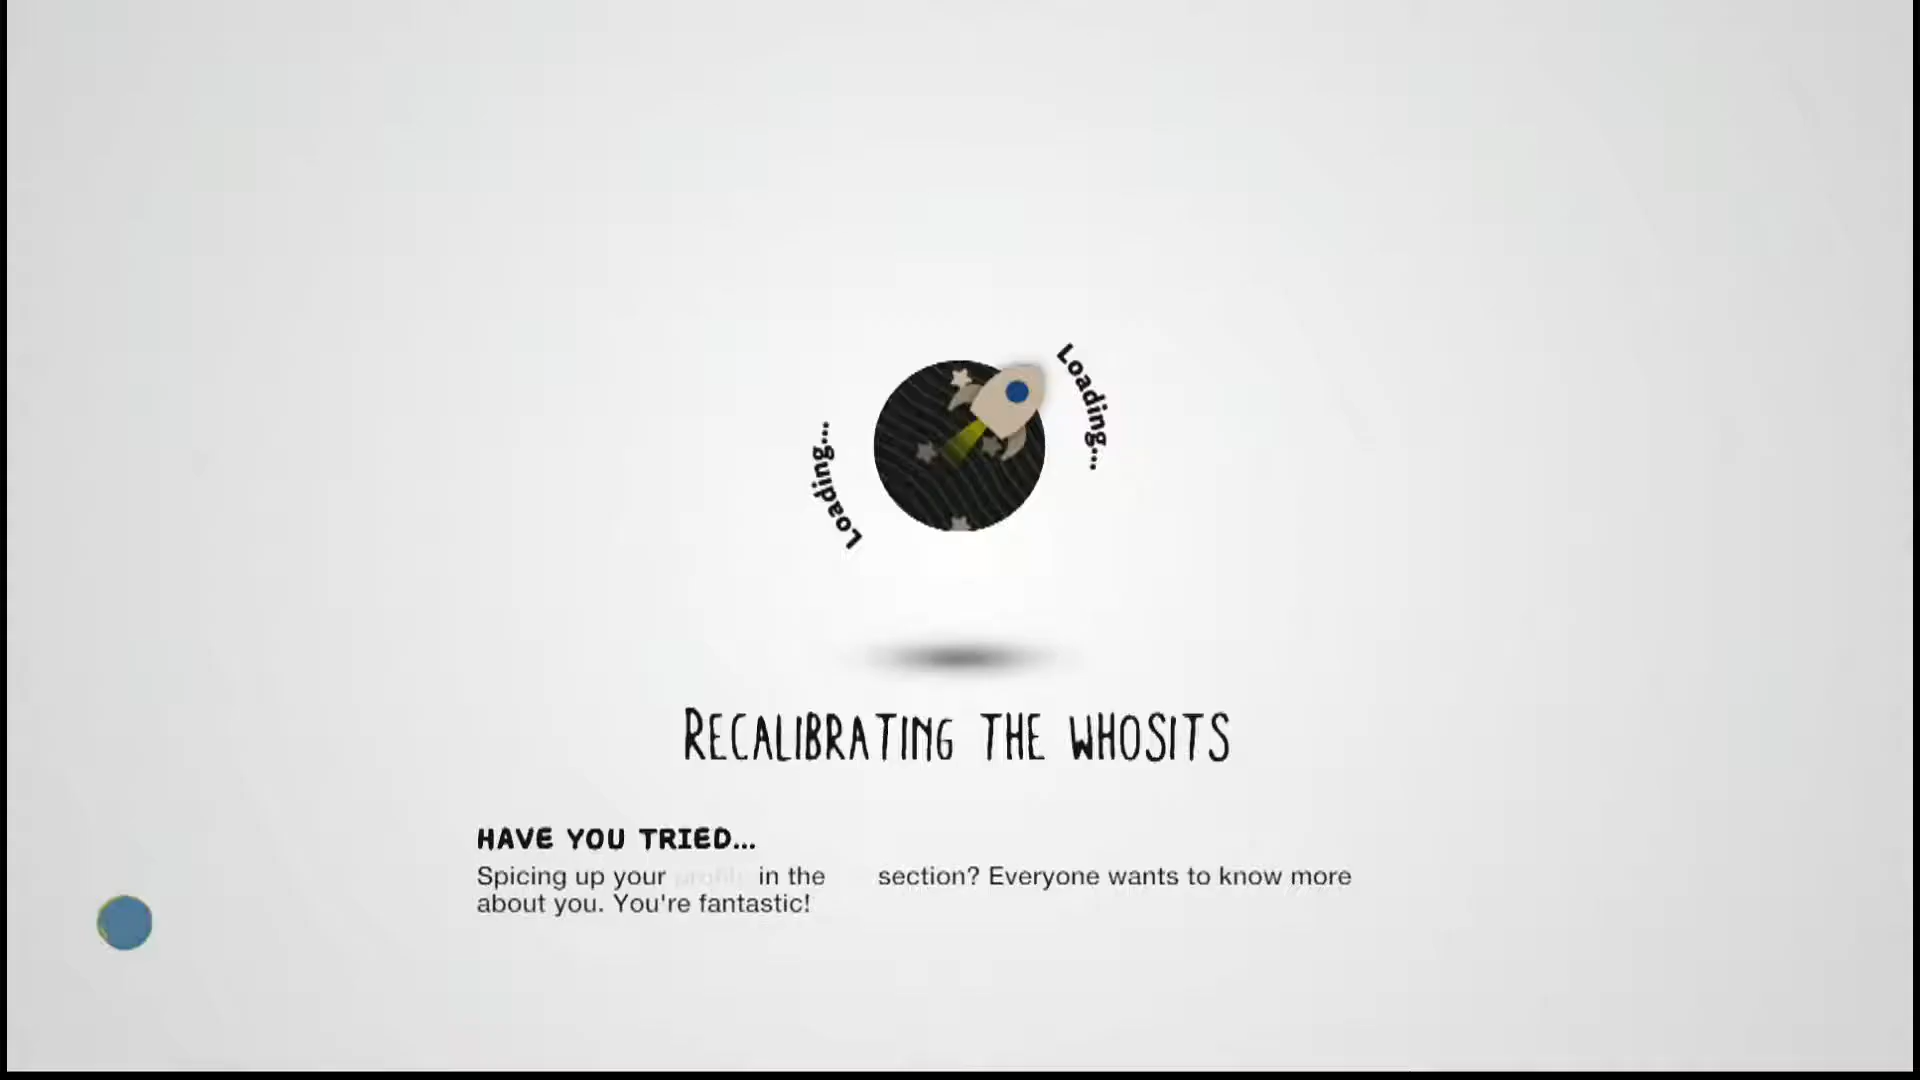 Loading...
Loading...
RECALIBRATING THE WHOSITS
HAVE YOU TRIED...
Spicing up your profile in the section? Everyone wants to know more
about you. You're fantastic!